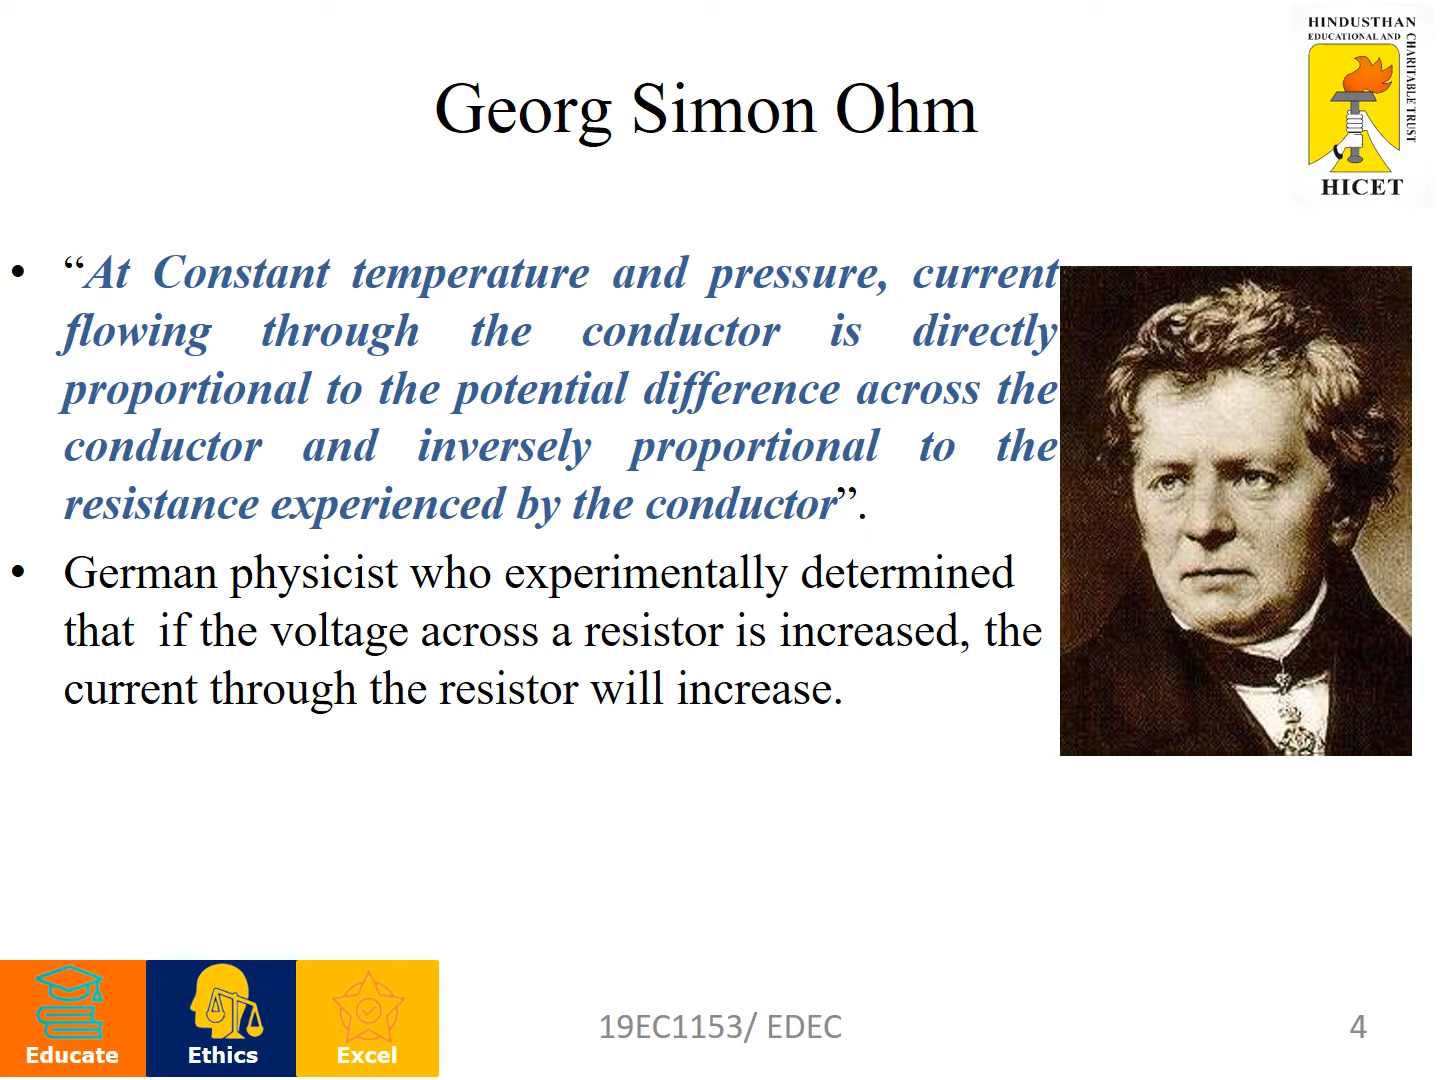 HINDUSTHAN
EDUCATIONAL AND
CHARITABLE TRUST
HICET
Georg Simon Ohm
• “At Constant temperature and pressure, current
flowing through the conductor is directly
proportional to the potential difference across the
conductor and inversely proportional to the
resistance experienced by the conductor”.
• German physicist who experimentally determined
that if the voltage across a resistor is increased, the
current through the resistor will increase.
Educate
Ethics
Excel
19EC1153/ EDEC
4